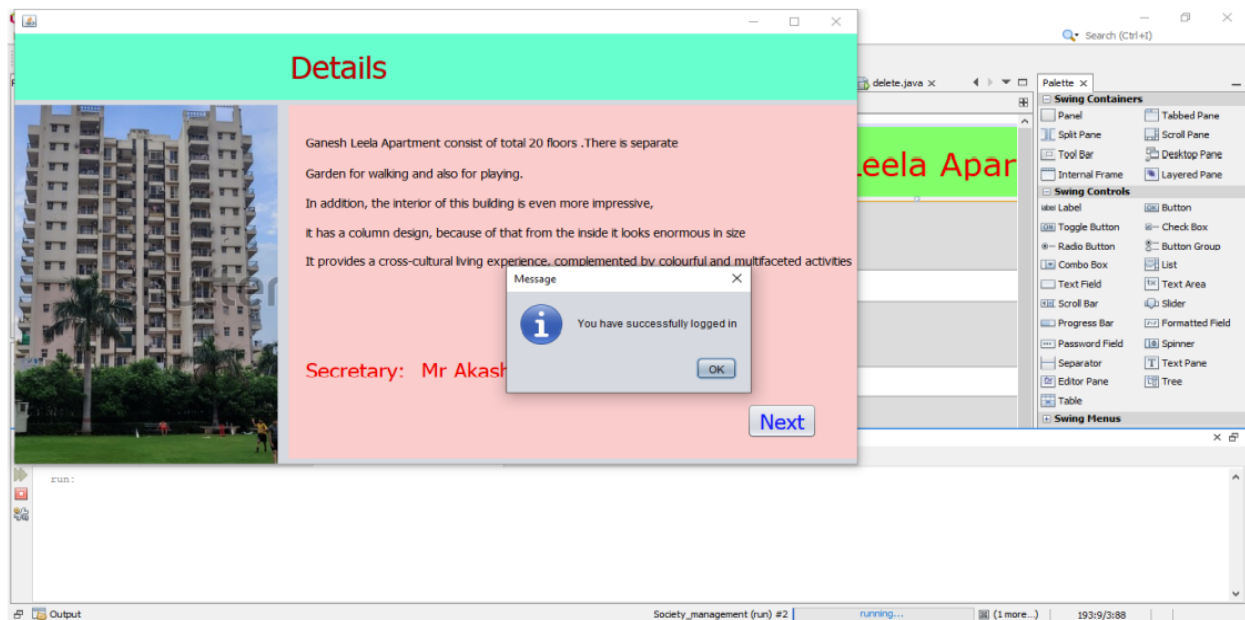 Search (Ctrl+I)
Details
delete.java
Palette
Swing Containers
Panel
Tabbed Pane
Split Pane
Scroll Pane
Tool Bar
Desktop Pane
Internal Frame
Layered Pane
Swing Controls
label Label
OK Button
ON Toggle Button
Check Box
Radio Button
Button Group
Combo Box
List
Text Field
Text Area
Scroll Bar
Slider
Progress Bar
Formatted Field
Password Field
Spinner
Separator
T Text Pane
Editor Pane
Tree
Table
Swing Menus
Leela Apar
Ganesh Leela Apartment consist of total 20 floors .There is separate
Garden for walking and also for playing.
In addition, the interior of this building is even more impressive,
it has a column design, because of that from the inside it looks enormous in size
It provides a cross-cultural living experience, complemented by colourful and multifaceted activities
Message
You have successfully logged in
OK
Secretary: Mr Akash
Next
run:
Output
Society_management (run) #2
running...
(1 more...)
193:9/3:88